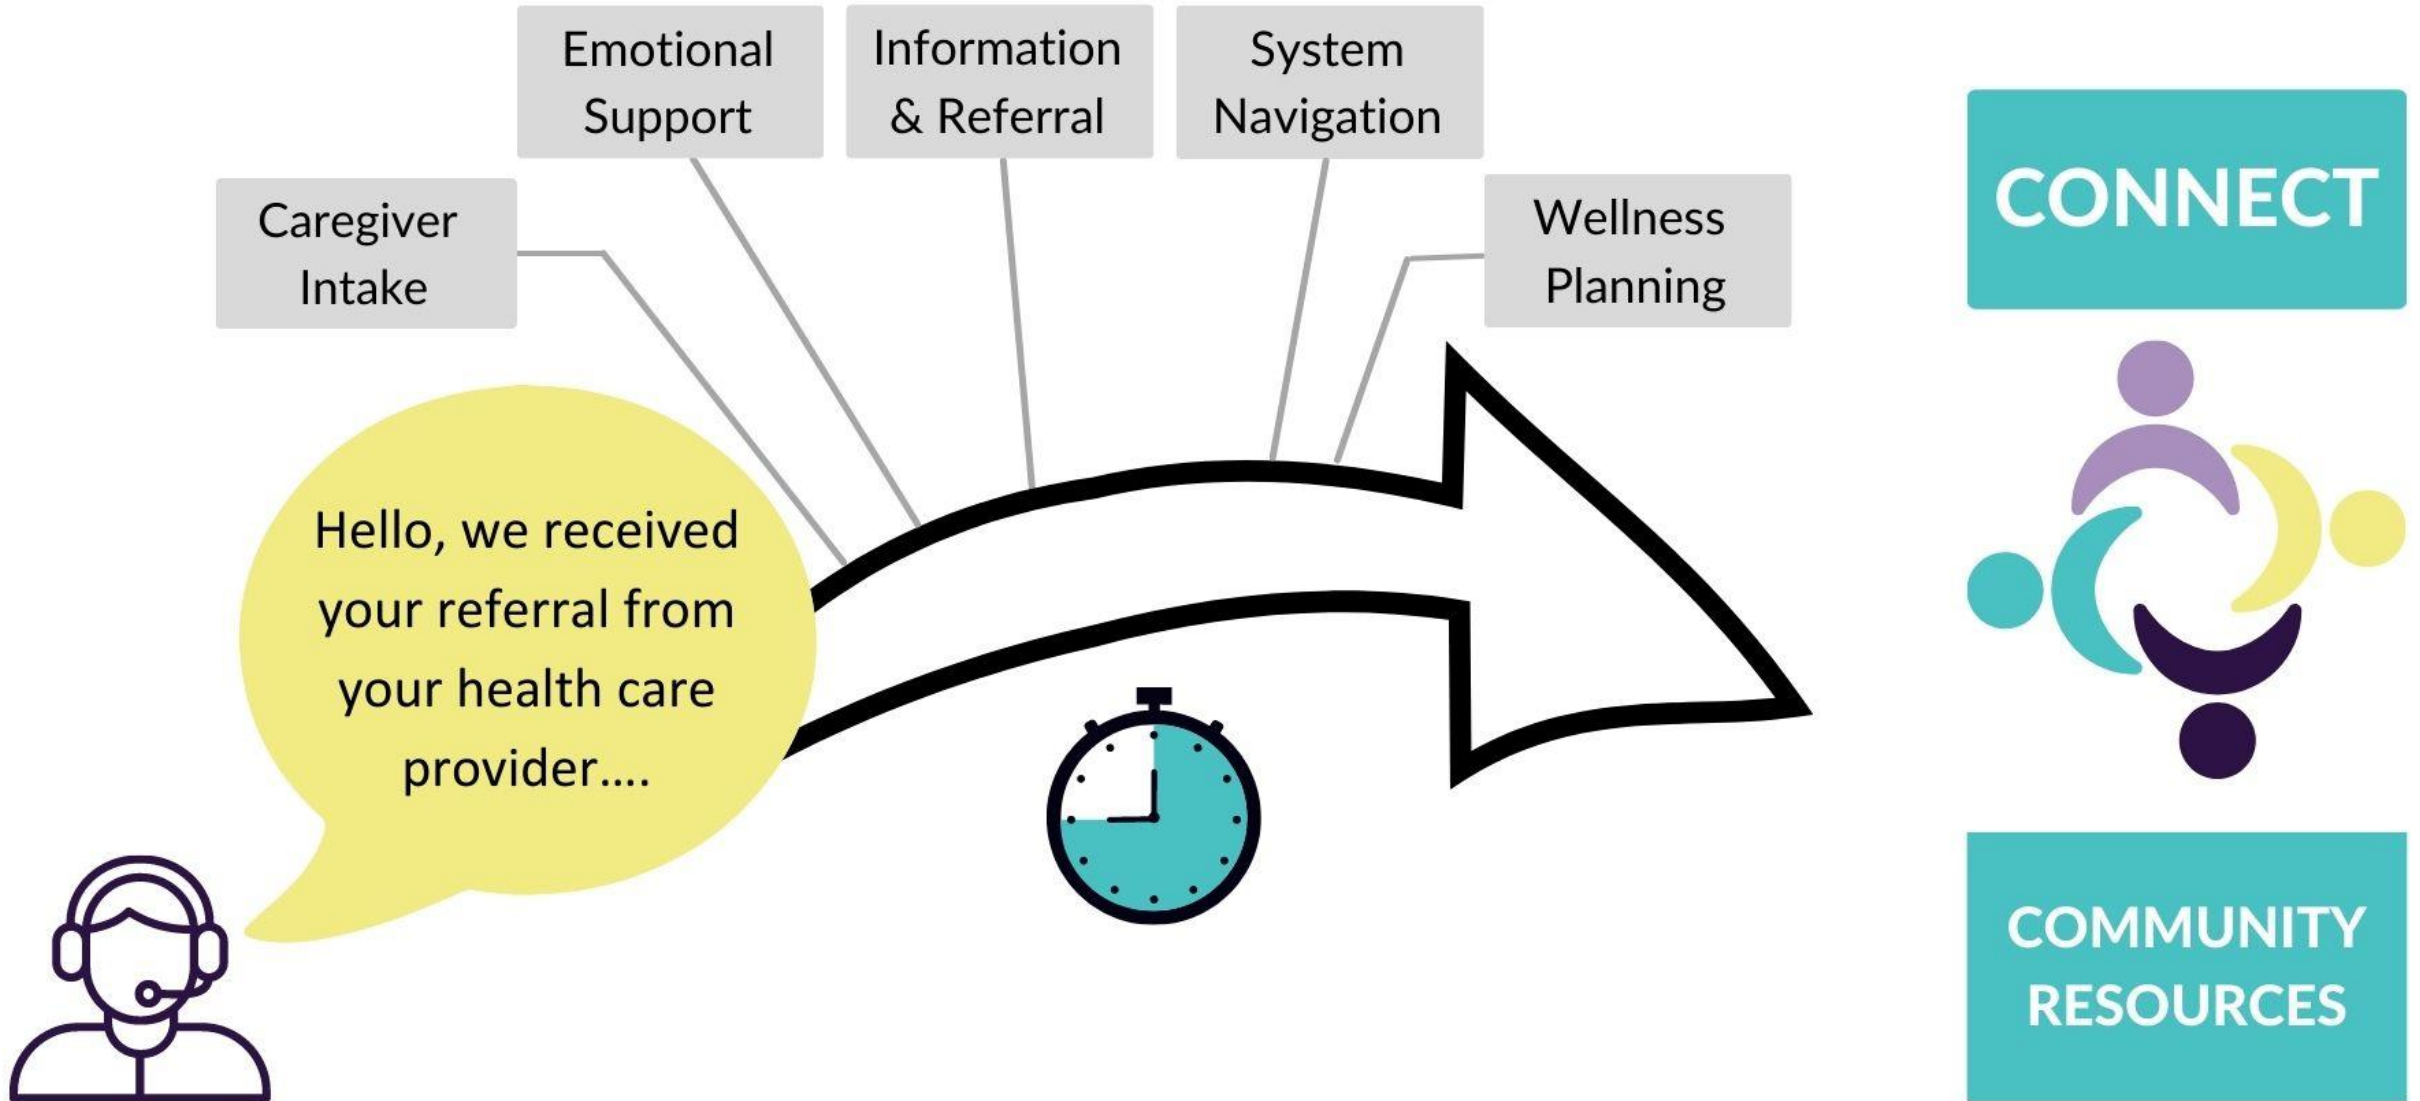 Emotional
Support
Information
& Referral
System
Navigation
Caregiver
Intake
Wellness
Planning
CONNECT
Hello, we received
your referral from
your health care
provider....
COMMUNITY
RESOURCES